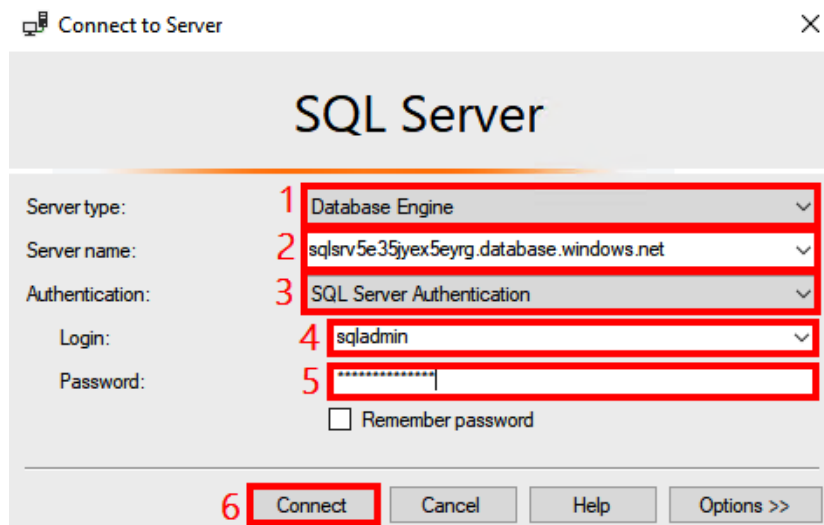 Connect to Server
SQL Server
Server type: 1 Database Engine
Server name: 2 sqlsrv5e35jyex5eyrg.database.windows.net
Authentication: 3 SQL Server Authentication
Login: 4 sqladmin
Password: 5 **************
Remember password
6 Connect Cancel Help Options >>